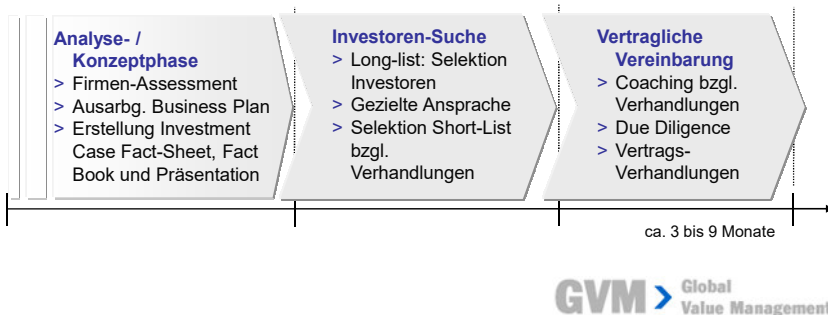 Analyse- /
Konzeptphase
> Firmen-Assessment
> Ausarbg. Business Plan
> Erstellung Investment
Case Fact-Sheet, Fact
Book und Präsentation
Investoren-Suche
> Long-list: Selektion
Investoren
> Gezielte Ansprache
> Selektion Short-List
bzgl.
Verhandlungen
Vertragliche
Vereinbarung
> Coaching bzgl.
Verhandlungen
> Due Diligence
> Vertrags-
Verhandlungen
ca. 3 bis 9 Monate
GVM Global
Value Management